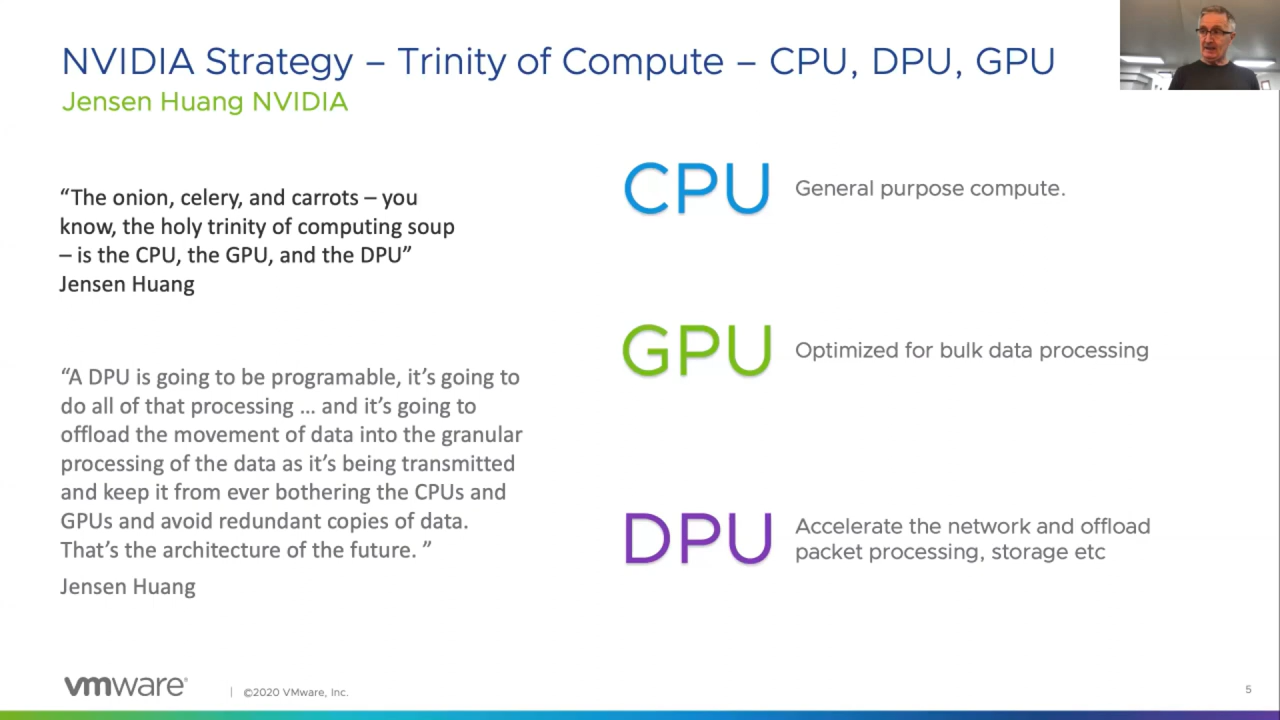 NVIDIA Strategy – Trinity of Compute – CPU, DPU, GPU
Jensen Huang NVIDIA
“The onion, celery, and carrots – you
know, the holy trinity of computing soup
– is the CPU, the GPU, and the DPU”
Jensen Huang
“A DPU is going to be programable, it’s going to
do all of that processing … and it’s going to
offload the movement of data into the granular
processing of the data as it’s being transmitted
and keep it from ever bothering the CPUs and
GPUs and avoid redundant copies of data.
That’s the architecture of the future. ”
Jensen Huang
CPU
General purpose compute.
GPU
Optimized for bulk data processing
DPU
Accelerate the network and offload
packet processing, storage etc
vmware®
©2020 VMware, Inc.
5